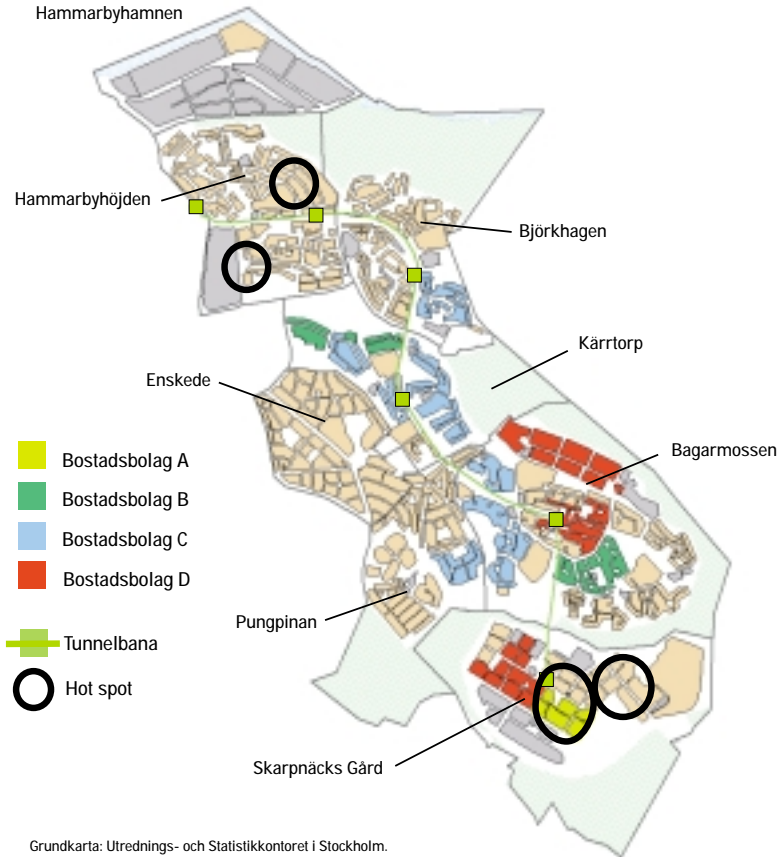 Hammarbyhamnen
Hammarbyhöjden
Björkhagen
Kärrtorp
Enskede
Bagarmossen
Bostadsbolag A
Bostadsbolag B
Bostadsbolag C
Bostadsbolag D
Pungpinan
Tunnelbana
Hot spot
Skarpnäcks Gård
Grundkarta: Utrednings- och Statistikkontoret i Stockholm.